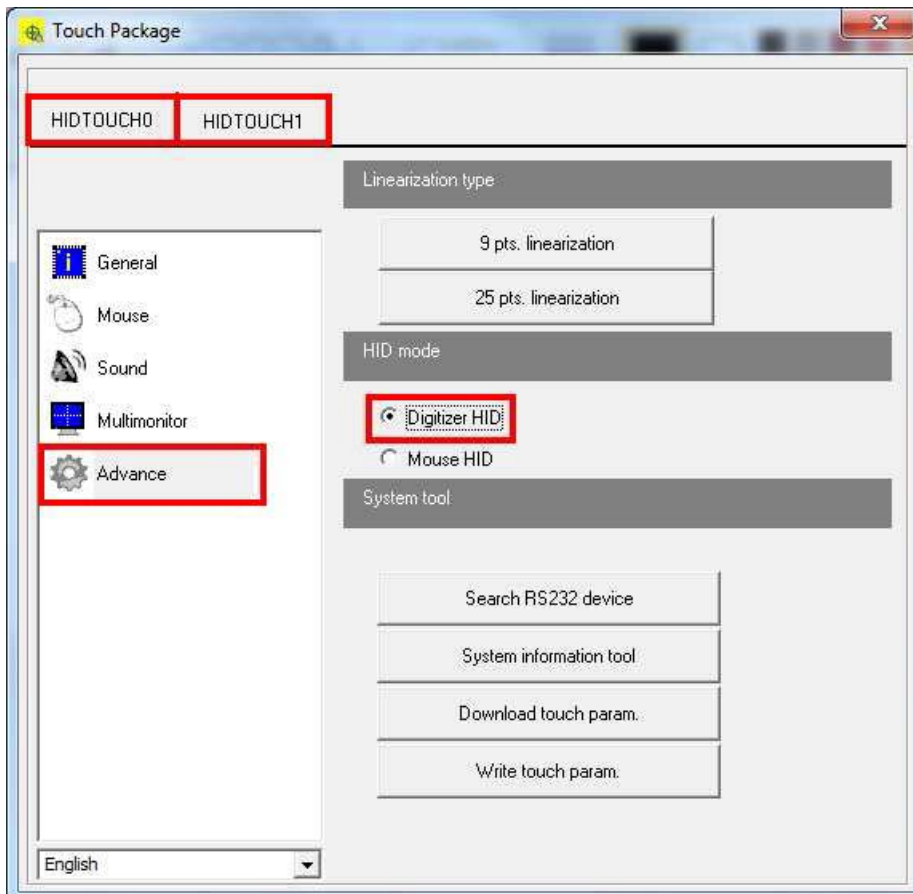 Touch Package
HIDTOUCH0 HIDTOUCH1
Linearization type
9 pts. linearization
25 pts. linearization
General
Mouse
Sound
Multimonitor
Advance
HID mode
Digitizer HID
Mouse HID
System tool
Search RS232 device
System information tool
Download touch param.
Write touch param.
English